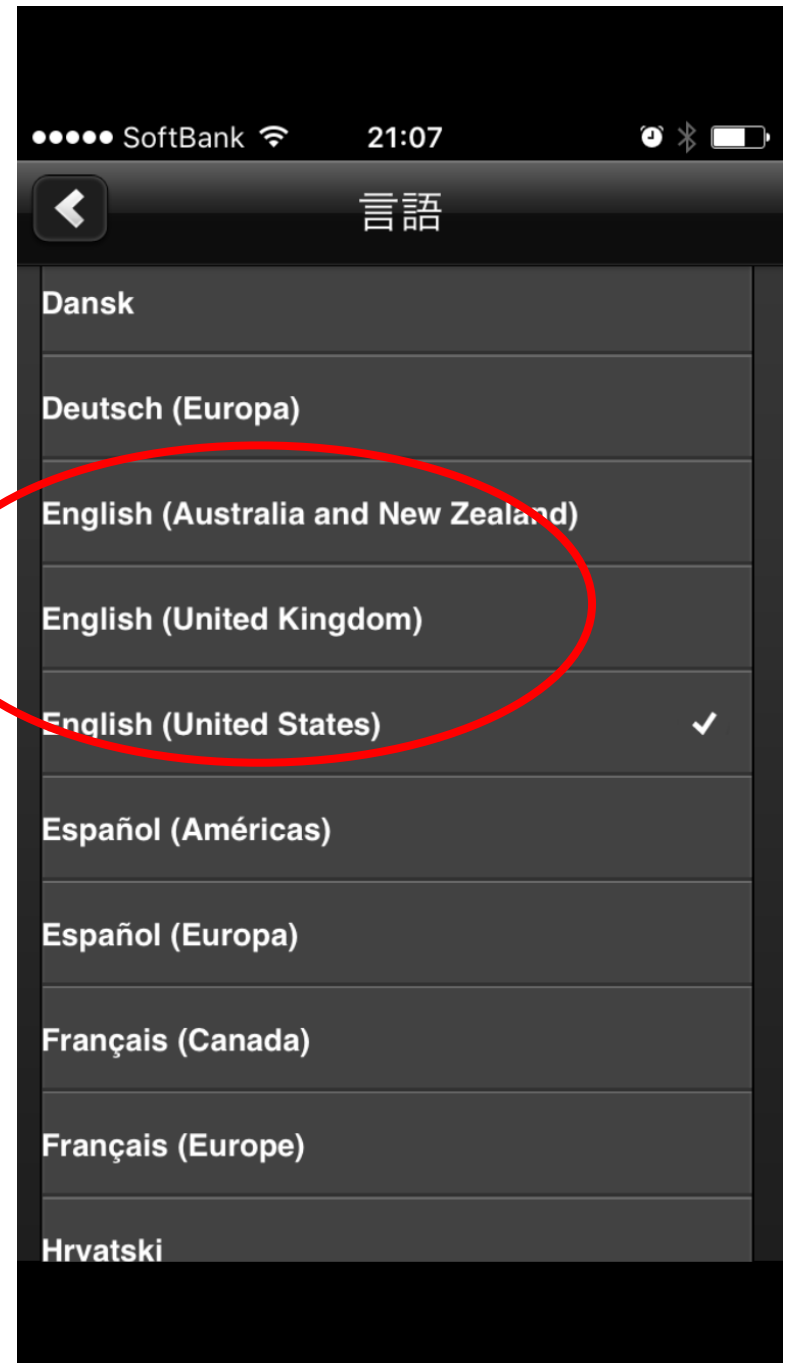 SoftBank 21:07
言語
Dansk
Deutsch (Europa)
English (Australia and New Zealand)
English (United Kingdom)
English (United States)
Español (Américas)
Español (Europa)
Français (Canada)
Français (Europe)
Hrvatski